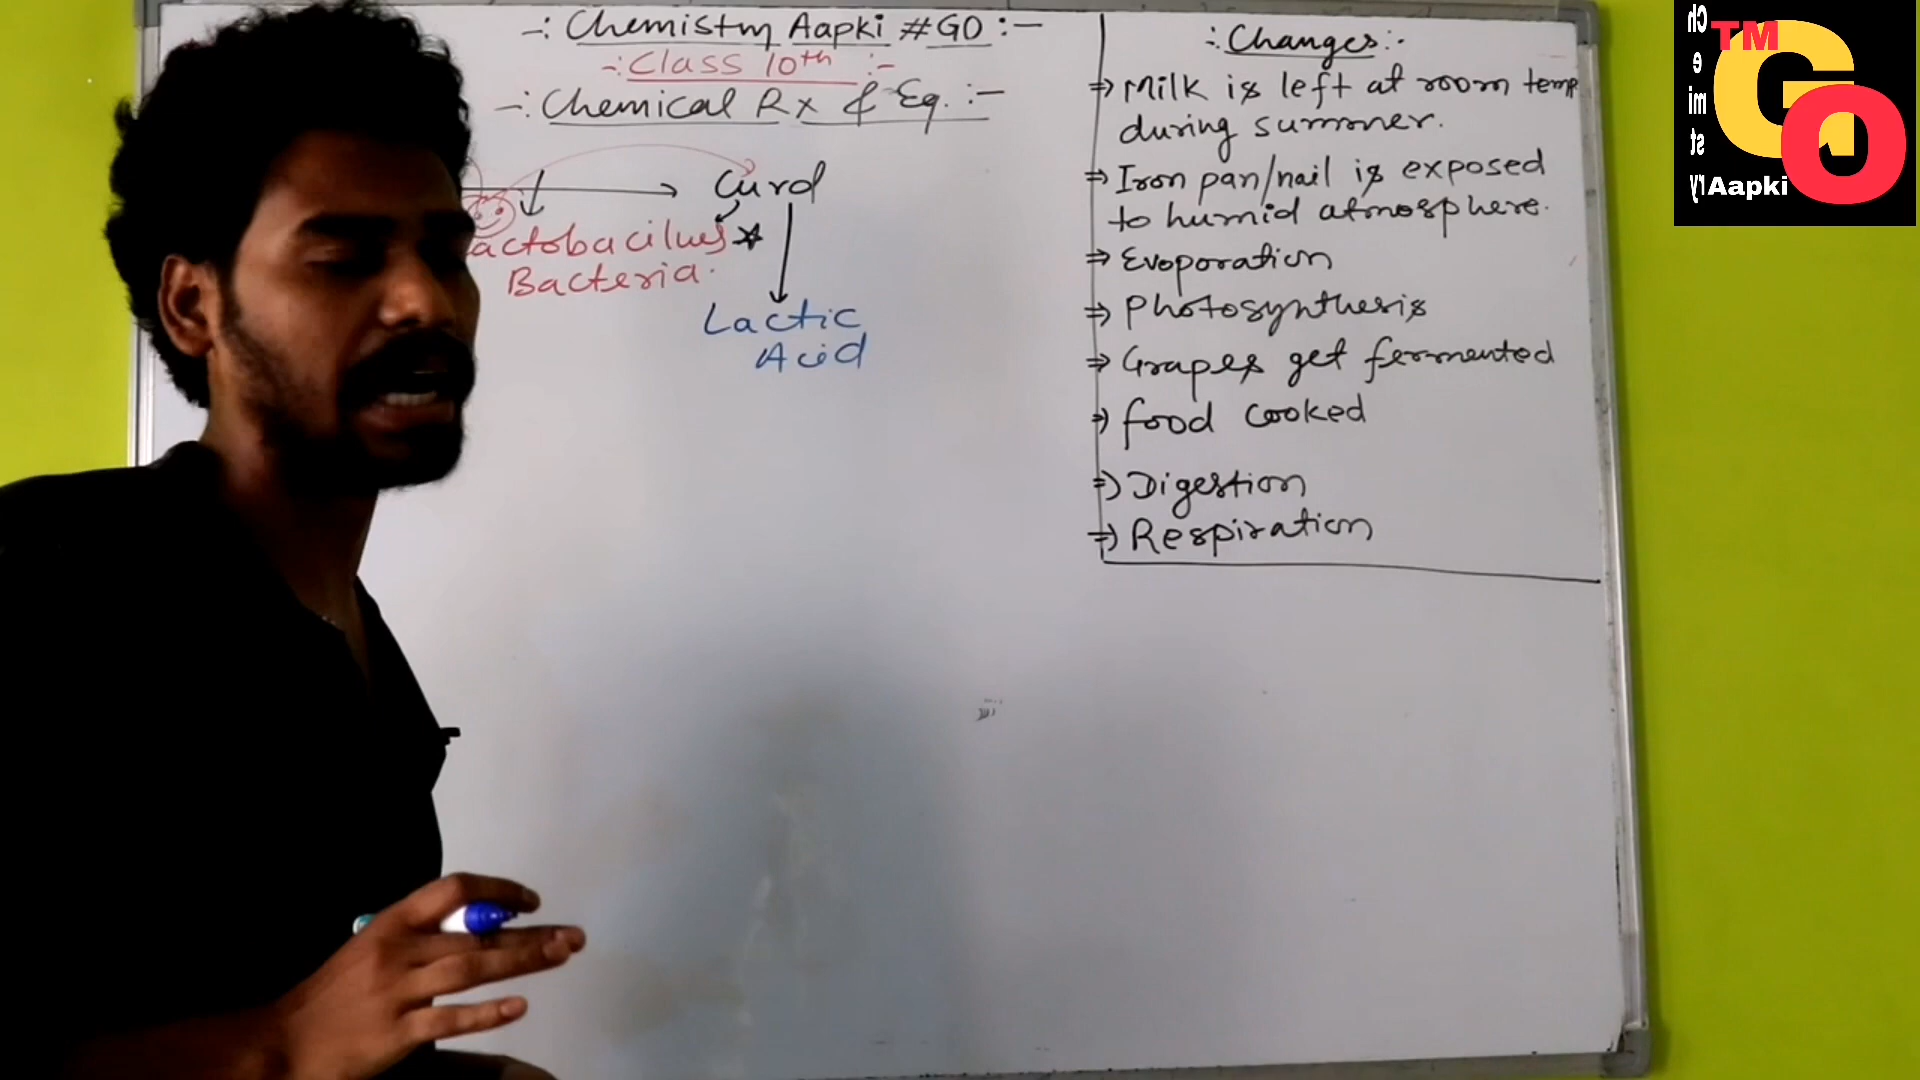 -: Chemistry Aapki #GO :-
-: Class 10th :-
-: Chemical Rx & Eq. :-
Curd
actobacilus
Bacteria.
Lactic
Acid
-: Changes :-
⇒ Milk is left at room temp
during summer.
⇒ Iron pan/nail is exposed
to humid atmosphere.
⇒ Evoporation
⇒ Photosynthesis
⇒ Grapes get fermented
⇒ food cooked
⇒ Digestion
⇒ Respiration
Chemistry
TM
GO
Aapki